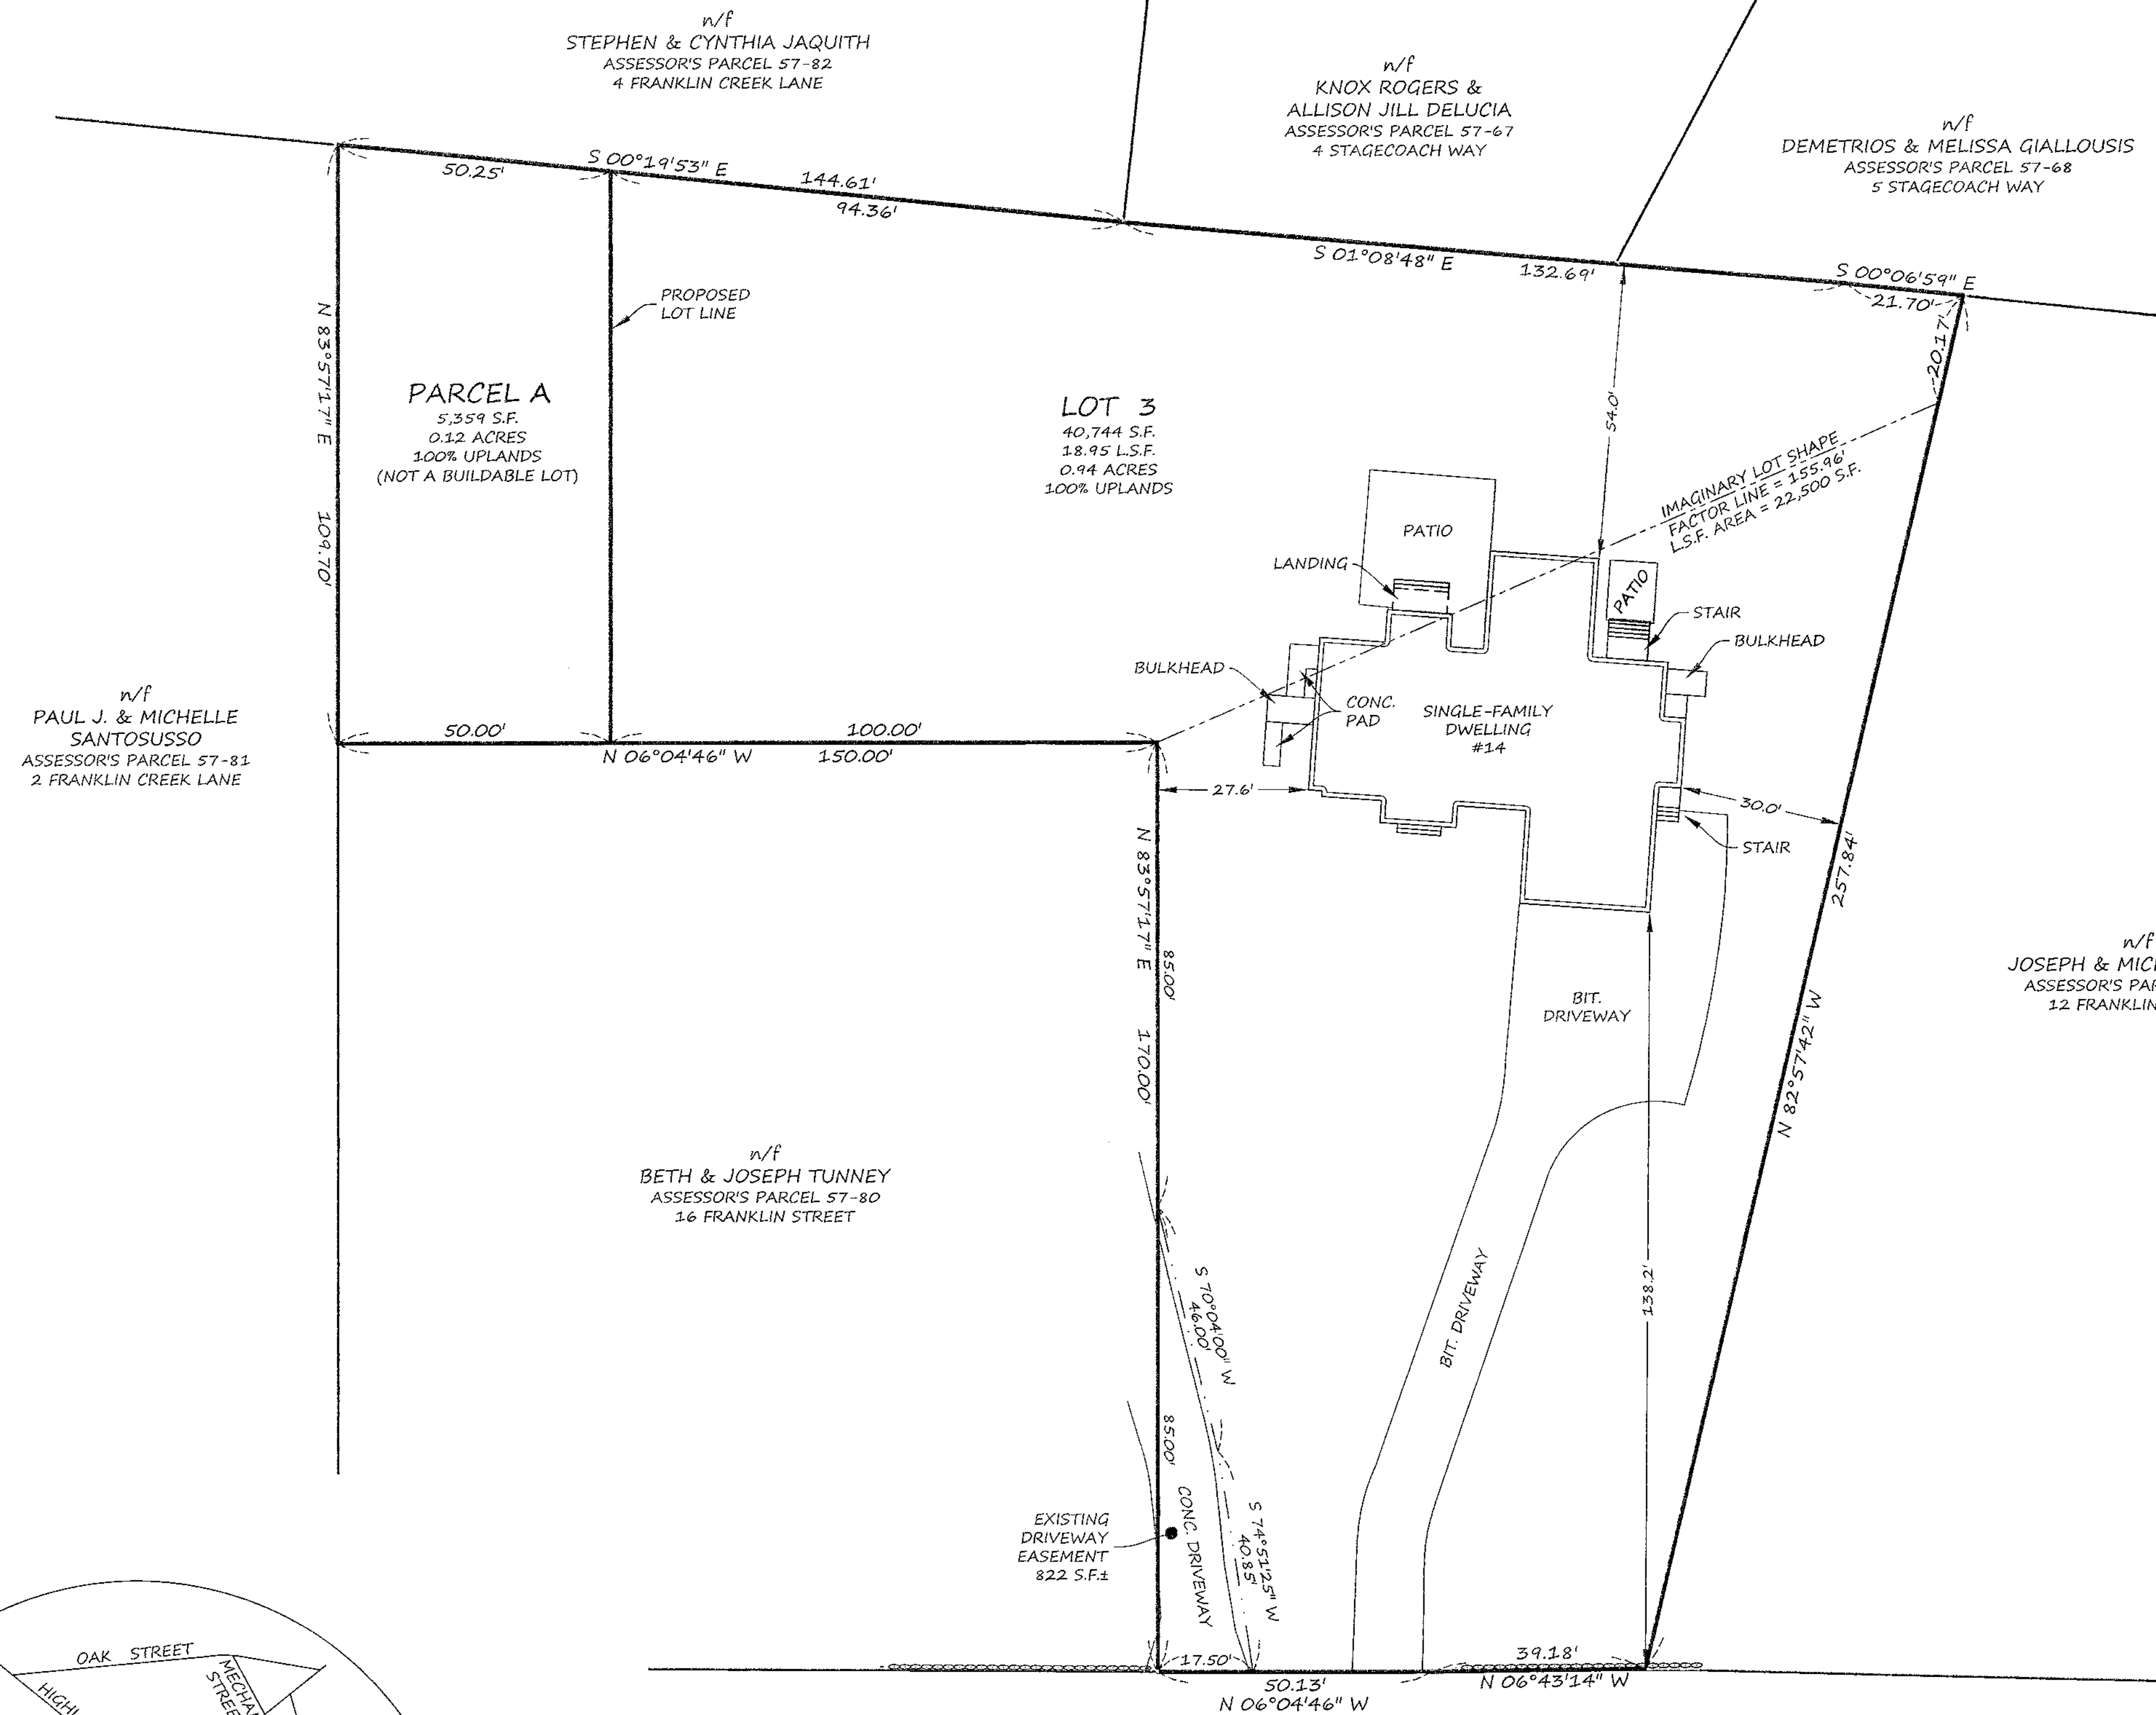 n/f
STEPHEN & CYNTHIA JAQUITH
ASSESSOR'S PARCEL 57-82
4 FRANKLIN CREEK LANE
n/f
KNOX ROGERS &
ALLISON JILL DELUCIA
ASSESSOR'S PARCEL 57-67
4 STAGECOACH WAY
n/f
DEMETRIOS & MELISSA GIALLOUSIS
ASSESSOR'S PARCEL 57-68
5 STAGECOACH WAY
S 00°19'53" E
50.25'
144.61'
94.36'
S 01°08'48" E
132.69'
S 00°06'59" E
21.70'
20.17'
PROPOSED
LOT LINE
N 83°57'17" E
109.70'
PARCEL A
5,359 S.F.
0.12 ACRES
100% UPLANDS
(NOT A BUILDABLE LOT)
LOT 3
40,744 S.F.
18.95 L.S.F.
0.94 ACRES
100% UPLANDS
54.0'
IMAGINARY LOT SHAPE
FACTOR LINE = 155.96'
L.S.F. AREA = 22,500 S.F.
PATIO
LANDING
PATIO
STAIR
BULKHEAD
BULKHEAD
CONC.
PAD
SINGLE-FAMILY
DWELLING
#14
n/f
PAUL J. & MICHELLE
SANTOSUSSO
ASSESSOR'S PARCEL 57-81
2 FRANKLIN CREEK LANE
50.00'
100.00'
N 06°04'46" W
150.00'
27.6'
30.0'
STAIR
257.84'
N 82°57'42" W
N 83°57'17" E
170.00'
85.00'
n/f
JOSEPH & MIC
ASSESSOR'S PA
12 FRANKLIN
BIT.
DRIVEWAY
n/f
BETH & JOSEPH TUNNEY
ASSESSOR'S PARCEL 57-80
16 FRANKLIN STREET
S 70°04'00" W
46.00'
BIT. DRIVEWAY
138.2'
85.00'
CONC. DRIVEWAY
S 74°51'25" W
40.85'
EXISTING
DRIVEWAY
EASEMENT
822 S.F.±
17.50'
39.18'
50.13'
N 06°43'14" W
N 06°04'46" W
OAK STREET
MECHA
STREE
HIGH